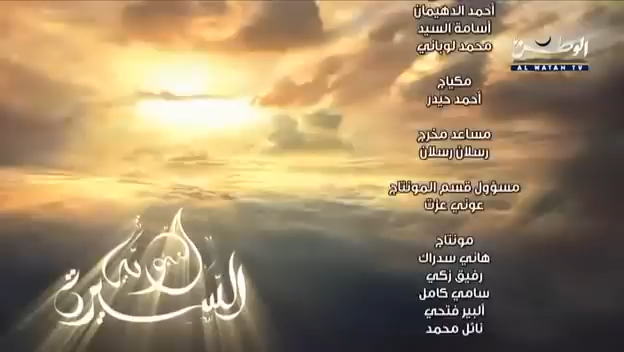 أحمد الدهيمان
أسامة السيد
محمد لوباني
الوطن
AL WATAN TV
مكياج
أحمد حيدر
مساعد مخرج
رسلان رسلان
مسؤول قسم المونتاج
عوني عزت
مونتاج
هاني سدراك
رفيق زكي
سامي كامل
ألبير فتحي
نائل محمد
السيرة النبوية